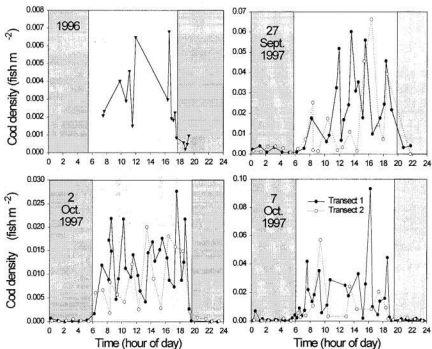 Cod density (fish m -2)
0.008
0.007
0.006
0.005
0.004
0.003
0.002
0.001
0.000
1996
0 2 4 6 8 10 12 14 16 18 20 22 24
0.07
0.06
0.05
0.04
0.03
0.02
0.01
0.00
27
Sept.
1997
0 2 4 6 8 10 12 14 16 18 20 22 24
Cod density (fish m -2)
0.030
0.025
0.020
0.015
0.010
0.005
0.000
2
Oct.
1997
0 2 4 6 8 10 12 14 16 18 20 22 24
Time (hour of day)
0.10
0.08
0.06
0.04
0.02
0.00
7
Oct.
1997
Transect 1
Transect 2
0 2 4 6 8 10 12 14 16 18 20 22 24
Time (hour of day)